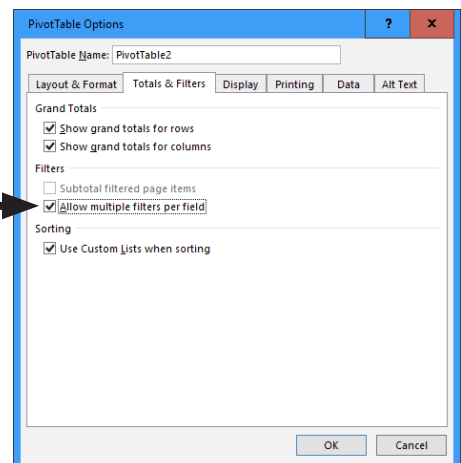 PivotTable Options ? x
PivotTable Name: PivotTable2
Layout & Format Totals & Filters Display Printing Data Alt Text
Grand Totals
Show grand totals for rows
Show grand totals for columns
Filters
Subtotal filtered page items
Allow multiple filters per field
Sorting
Use Custom Lists when sorting
OK Cancel